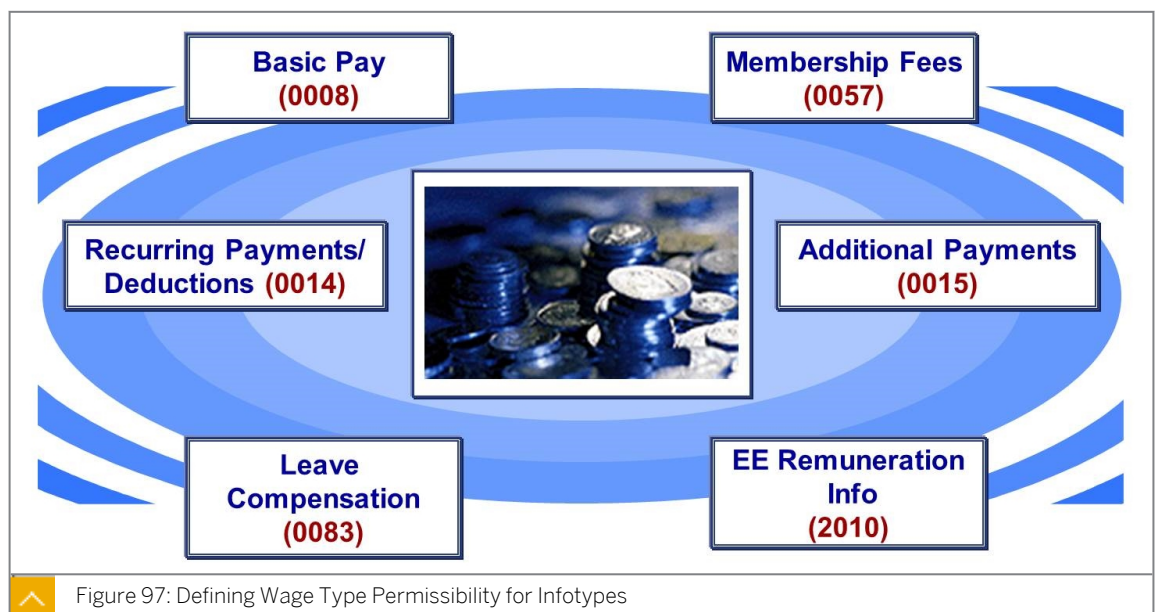 Basic Pay
(0008)
Membership Fees
(0057)
Recurring Payments/
Deductions (0014)
Additional Payments
(0015)
Leave
Compensation
(0083)
EE Remuneration
Info
(2010)
Figure 97: Defining Wage Type Permissibility for Infotypes